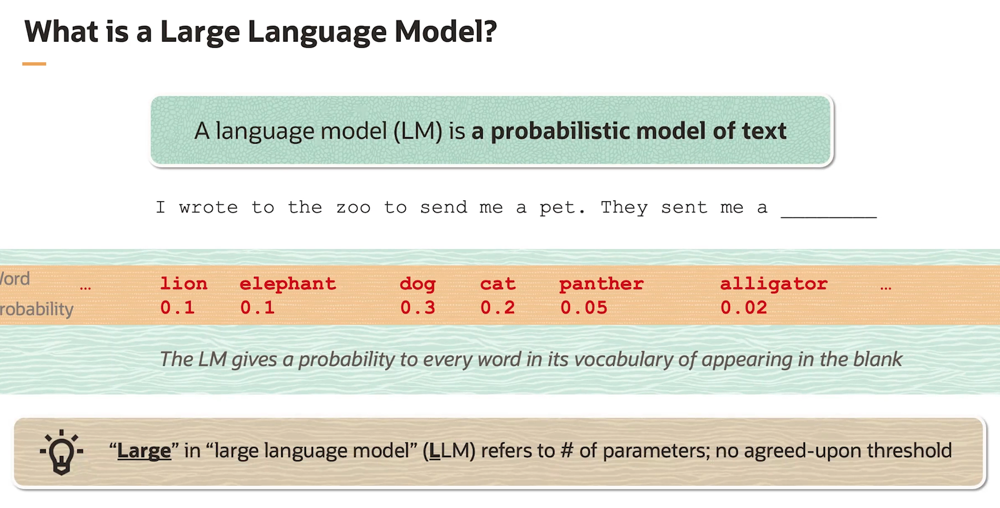 What is a Large Language Model?
A language model (LM) is a probabilistic model of text
I wrote to the zoo to send me a pet. They sent me a ________
... lion elephant dog cat panther alligator ...
0.1 0.1 0.3 0.2 0.05 0.02
The LM gives a probability to every word in its vocabulary of appearing in the blank
“Large” in “large language model” (LLM) refers to # of parameters; no agreed-upon threshold